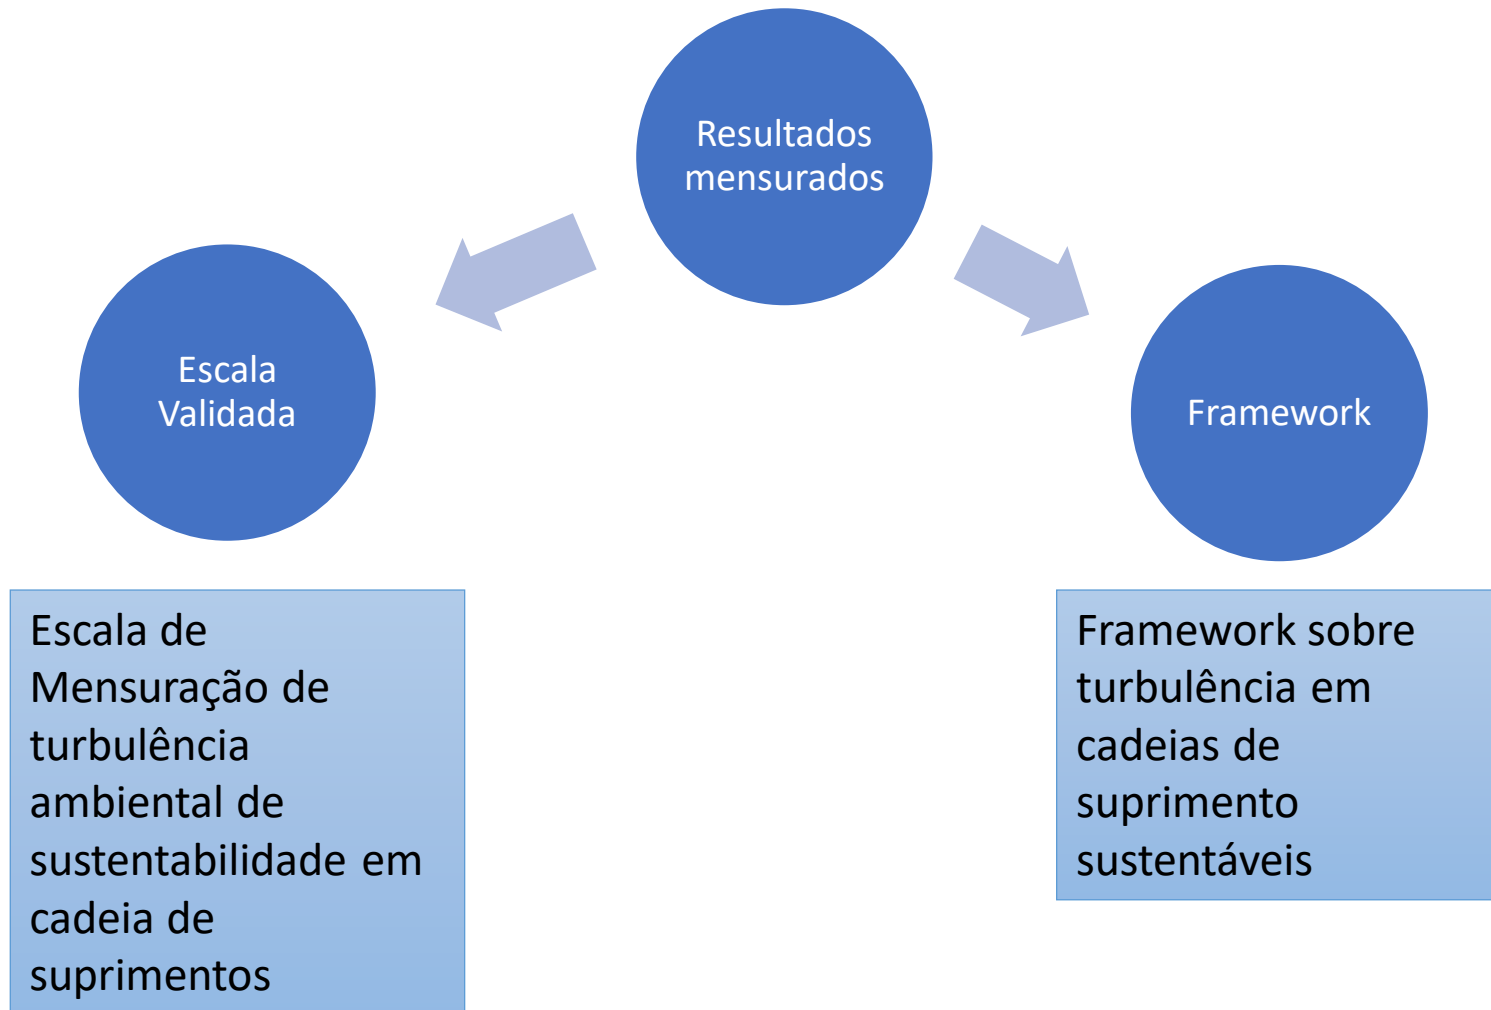 Resultados
mensurados
Escala
Validada
Framework
Escala de
Mensuração de
turbulência
ambiental de
sustentabilidade em
cadeia de
suprimentos
Framework sobre
turbulência em
cadeias de
suprimento
sustentáveis